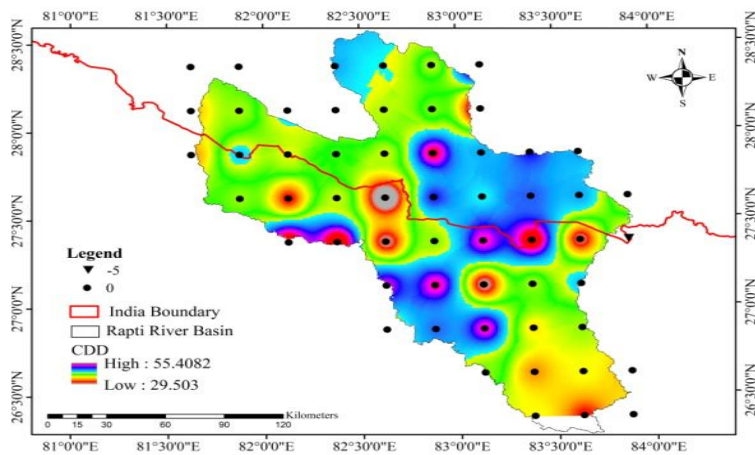 81°0'0"E 81°30'0"E 82°0'0"E 82°30'0"E 83°0'0"E 83°30'0"E 84°0'0"E
28°30'0"N
28°0'0"N
27°30'0"N
27°0'0"N
26°30'0"N
28°30'0"N
28°0'0"N
27°30'0"N
27°0'0"N
26°30'0"N
N
W E
S
Legend
-5
0
India Boundary
Rapti River Basin
CDD
High : 55.4082
Low : 29.503
0 15 30 60 90 120
Kilometers
81°0'0"E 81°30'0"E 82°0'0"E 82°30'0"E 83°0'0"E 83°30'0"E 84°0'0"E